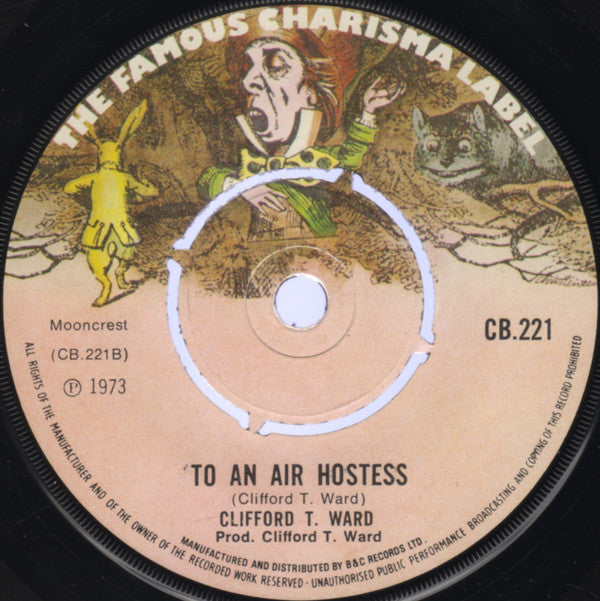 THE FAMOUS CHARISMA LABEL
Mooncrest
(CB.221B)
Ⓟ 1973
CB.221
TO AN AIR HOSTESS
(Clifford T. Ward)
CLIFFORD T. WARD
Prod. Clifford T. Ward
MANUFACTURED AND DISTRIBUTED BY B&C RECORDS LTD.
ALL RIGHTS OF THE MANUFACTURER AND OF THE OWNER OF THE RECORDED WORK RESERVED - UNAUTHORISED PUBLIC PERFORMANCE BROADCASTING AND COPYING OF THIS RECORD PROHIBITED